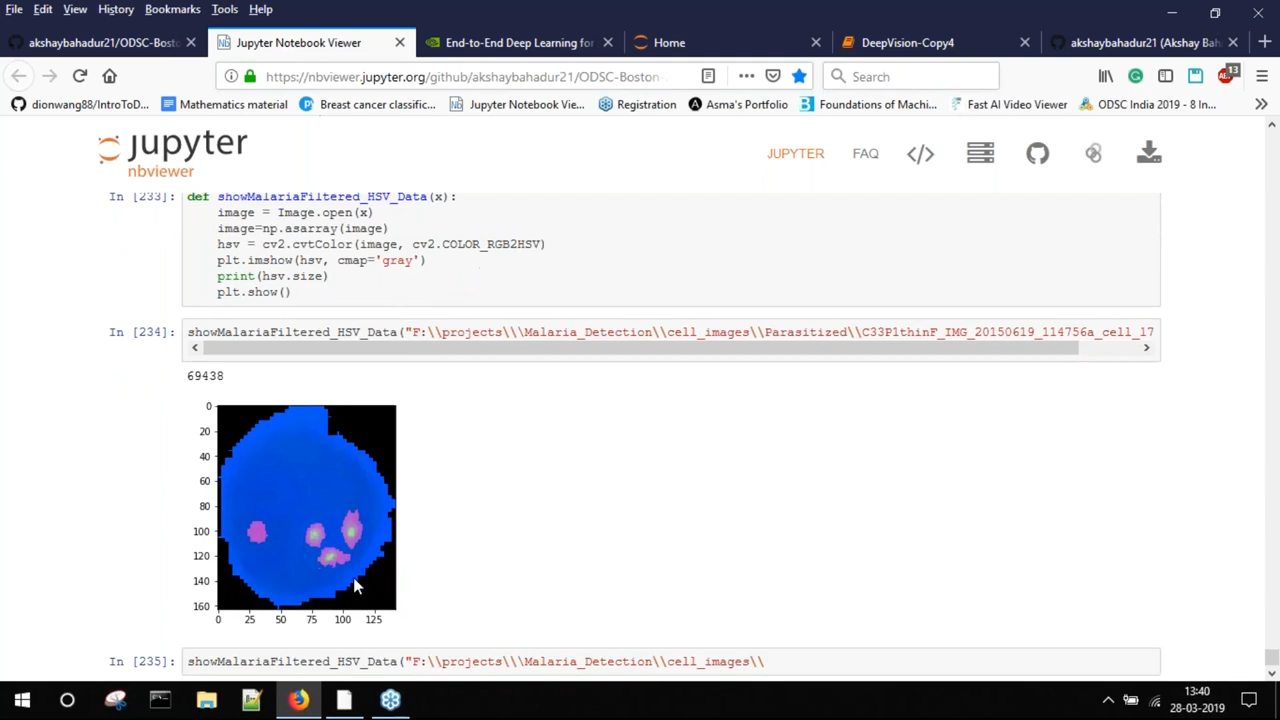 File Edit View History Bookmarks Tools Help
akshaybahadur21/ODSC-Bosto
Jupyter Notebook Viewer
End-to-End Deep Learning for
Home
DeepVision-Copy4
akshaybahadur21 (Akshay Bah
https://nbviewer.jupyter.org/github/akshaybahadur21/ODSC-Boston-
Search
13
dionwang88/IntroToD...
Mathematics material
Breast cancer classific...
Jupyter Notebook Vie...
Registration
Asma's Portfolio
Foundations of Machi...
Fast AI Video Viewer
ODSC India 2019 - 8 In...
jupyter
nbviewer
JUPYTER
FAQ
In [233]: def showMalariaFiltered_HSV_Data(x):
image = Image.open(x)
image=np.asarray(image)
hsv = cv2.cvtColor(image, cv2.COLOR_RGB2HSV)
plt.imshow(hsv, cmap='gray')
print(hsv.size)
plt.show()
In [234]: showMalariaFiltered_HSV_Data("F:\\projects\\\Malaria_Detection\\cell_images\\Parasitized\\C33P1thinF_IMG_20150619_114756a_cell_17
69438
0
20
40
60
80
100
120
140
160
0 25 50 75 100 125
In [235]: showMalariaFiltered_HSV_Data("F:\\projects\\\Malaria_Detection\\cell_images\\
13:40
28-03-2019